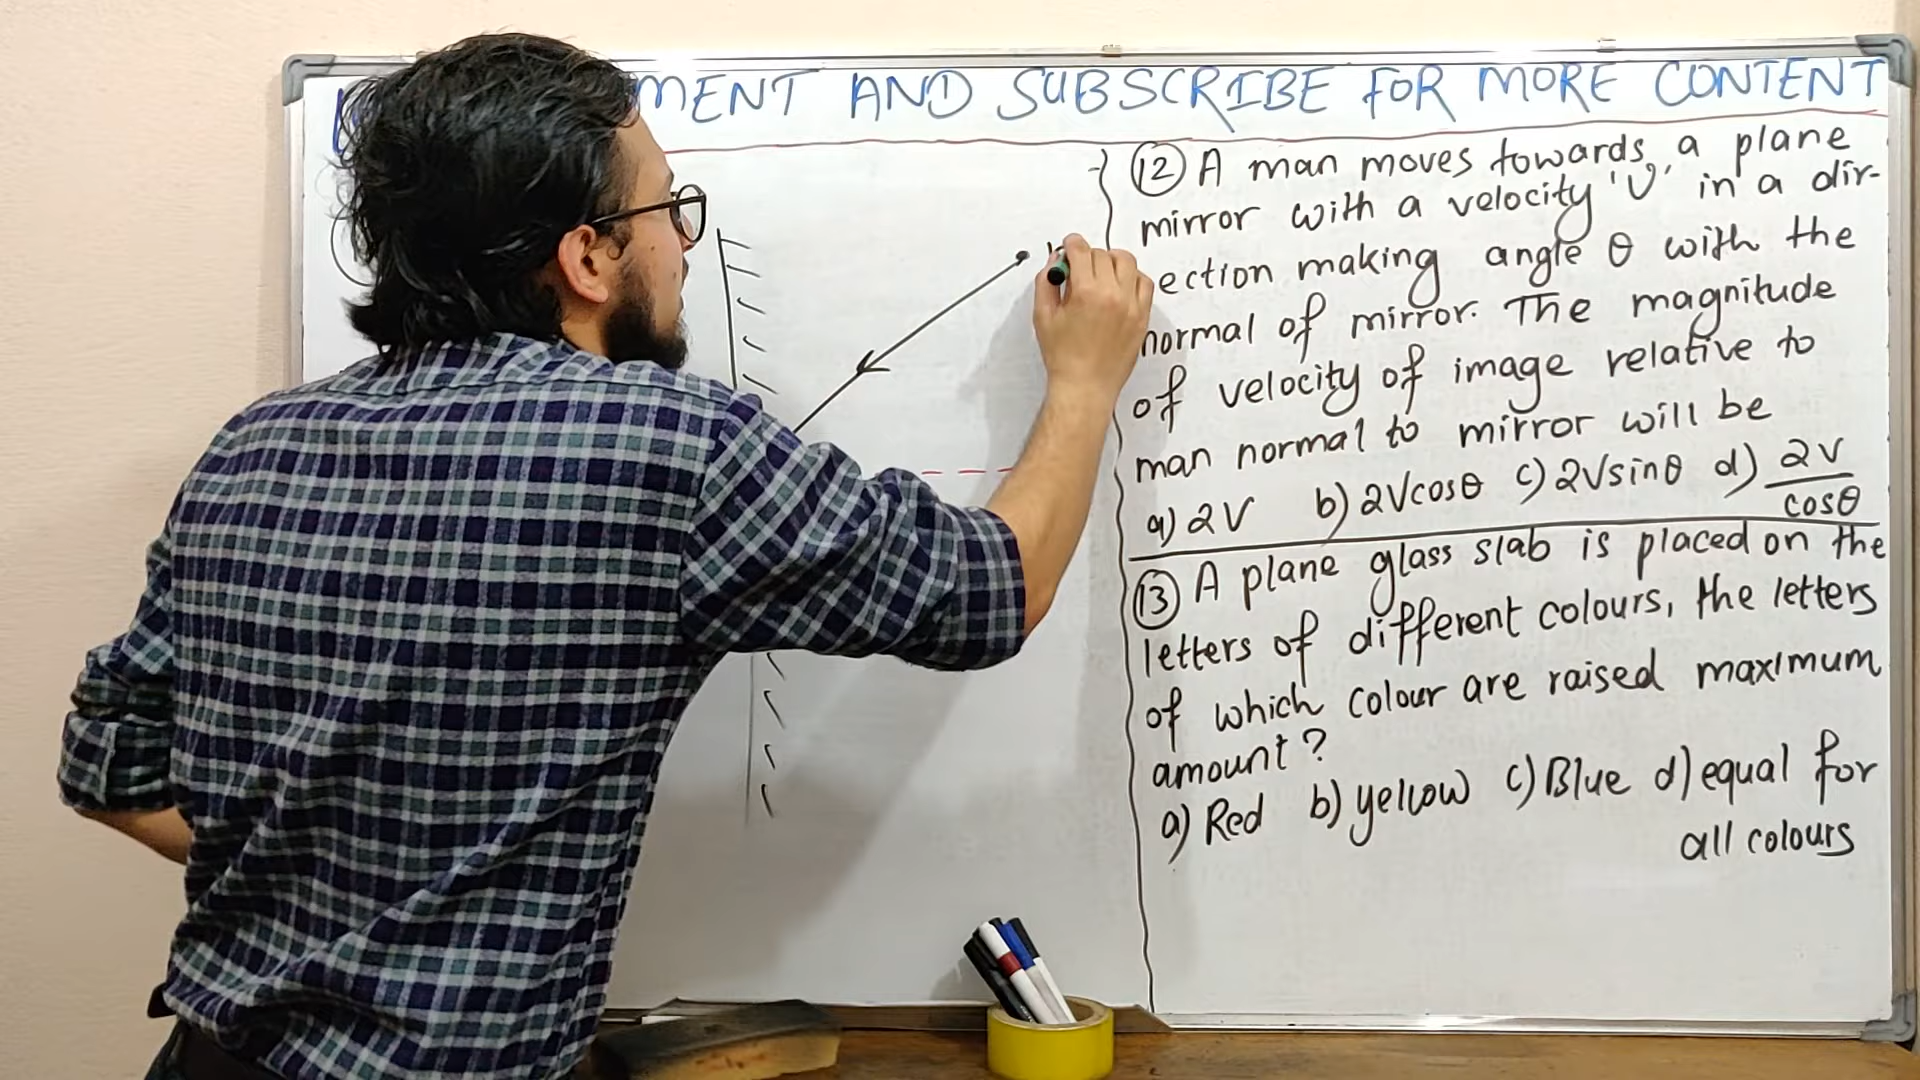 MENT AND SUBSCRIBE FOR MORE CONTENT
(12) A man moves towards a plane
mirror with a velocity 'v' in a dir-
ection making angle θ with the
normal of mirror. The magnitude
of velocity of image relative to
man normal to mirror will be
a) 2V b) 2Vcosθ c) 2Vsinθ d) 2V/cosθ
(13) A plane glass slab is placed on the
letters of different colours, the letters
of which colour are raised maximum
amount?
a) Red b) yellow c) Blue d) equal for
all colours